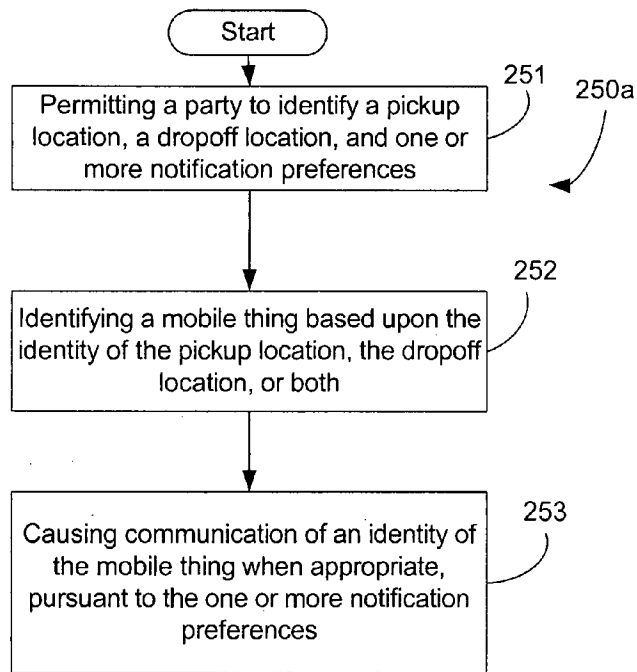 Start
251
250a
Permitting a party to identify a pickup
location, a dropoff location, and one or
more notification preferences
252
Identifying a mobile thing based upon the
identity of the pickup location, the dropoff
location, or both
253
Causing communication of an identity of
the mobile thing when appropriate,
pursuant to the one or more notification
preferences